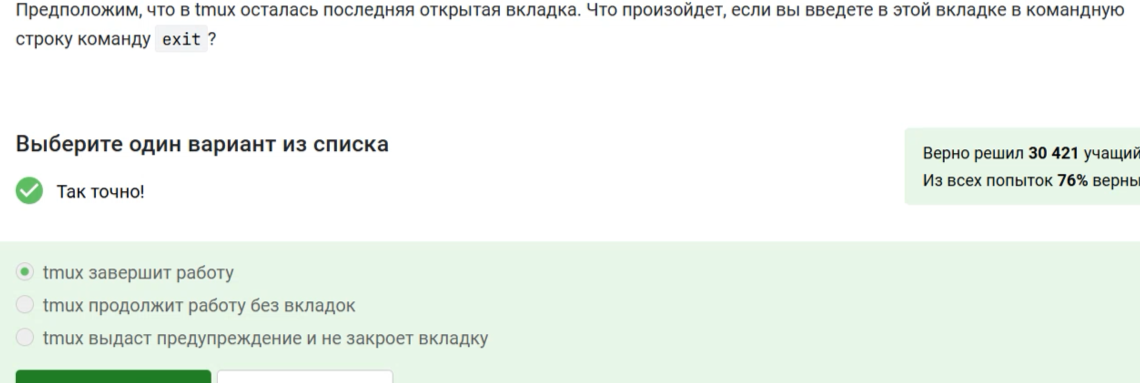 Предположим, что в tmux осталась последняя открытая вкладка. Что произойдет, если вы введете в этой вкладке в командную
строку команду exit ?
Выберите один вариант из списка
Так точно!
Верно решил 30 421 учащий
Из всех попыток 76% верны
tmux завершит работу
tmux продолжит работу без вкладок
tmux выдаст предупреждение и не закроет вкладку